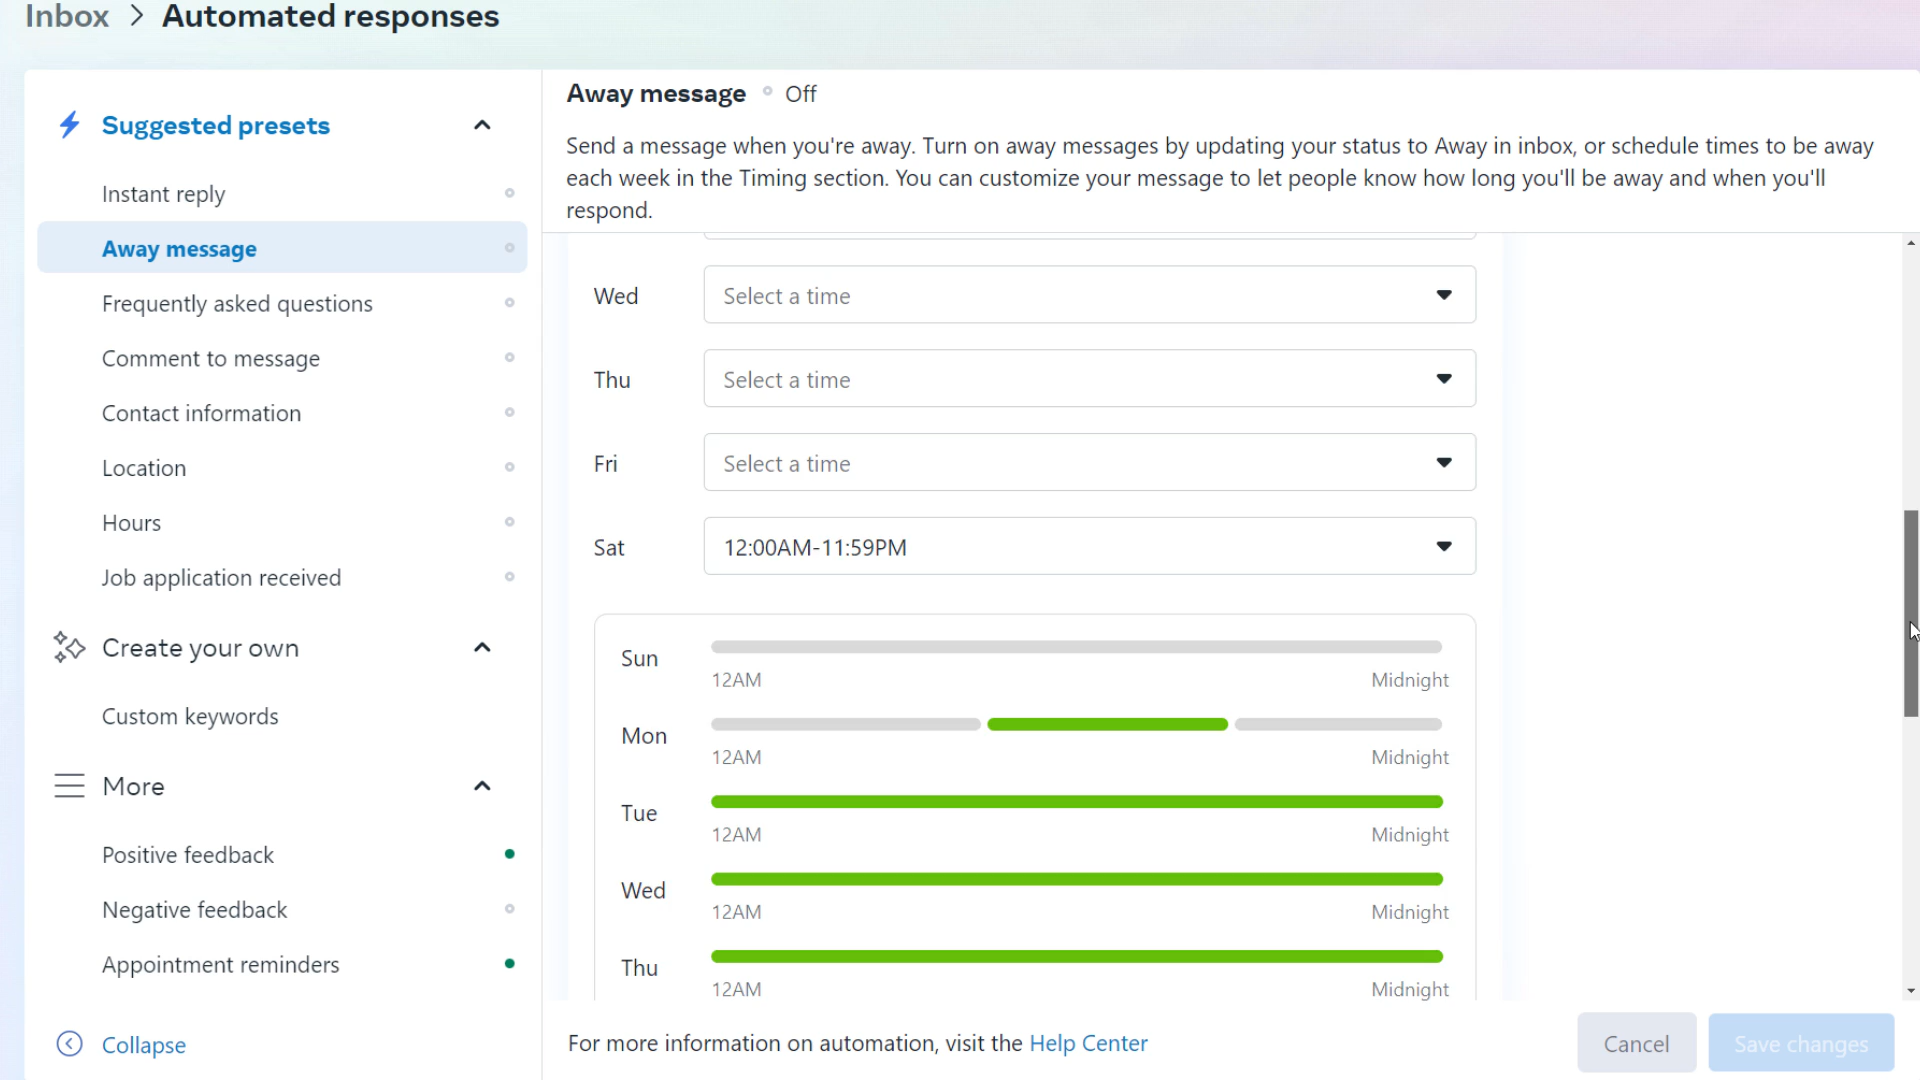 Inbox > Automated responses
Suggested presets
Instant reply
Away message
Frequently asked questions
Comment to message
Contact information
Location
Hours
Job application received
Create your own
Custom keywords
More
Positive feedback
Negative feedback
Appointment reminders
Collapse
Away message Off
Send a message when you're away. Turn on away messages by updating your status to Away in inbox, or schedule times to be away
each week in the Timing section. You can customize your message to let people know how long you'll be away and when you'll
respond.
Wed Select a time
Thu Select a time
Fri Select a time
Sat 12:00AM-11:59PM
Sun
12AM Midnight
Mon
12AM Midnight
Tue
12AM Midnight
Wed
12AM Midnight
Thu
12AM Midnight
For more information on automation, visit the Help Center
Cancel
Save changes